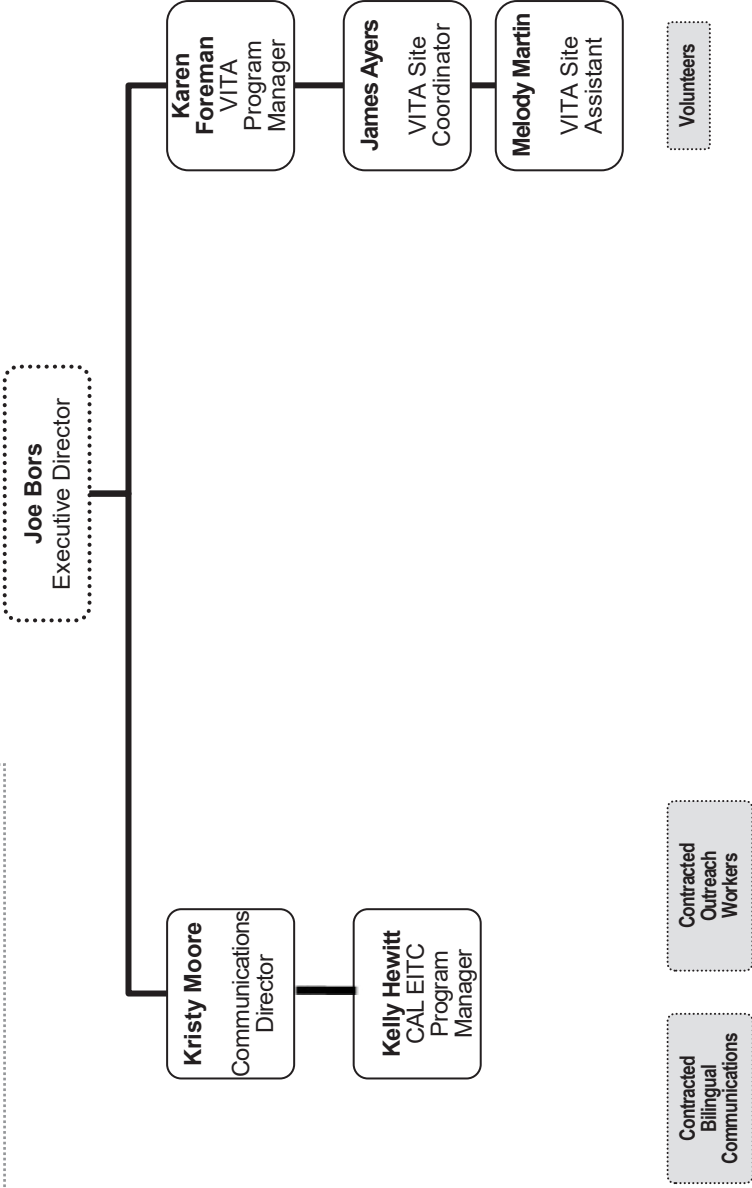 Joe Bors
Executive Director
Kristy Moore
Communications
Director
Karen
Foreman
VITA
Program
Manager
Kelly Hewitt
CAL EITC
Program
Manager
James Ayers
VITA Site
Coordinator
Melody Martin
VITA Site
Assistant
Contracted
Bilingual
Communications
Contracted
Outreach
Workers
Volunteers